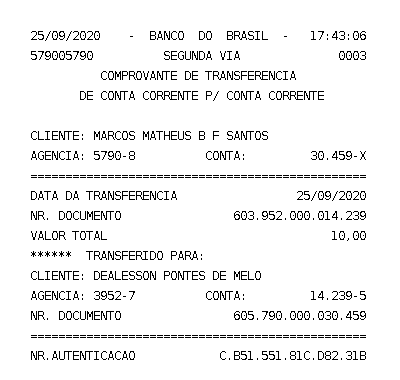 25/09/2020 - BANCO DO BRASIL - 17:43:06
579005790 SEGUNDA VIA 0003
COMPROVANTE DE TRANSFERENCIA
DE CONTA CORRENTE P/ CONTA CORRENTE
CLIENTE: MARCOS MATHEUS B F SANTOS
AGENCIA: 5790-8 CONTA: 30.459-X
================================================
DATA DA TRANSFERENCIA 25/09/2020
NR. DOCUMENTO 603.952.000.014.239
VALOR TOTAL 10,00
****** TRANSFERIDO PARA:
CLIENTE: DEALESSON PONTES DE MELO
AGENCIA: 3952-7 CONTA: 14.239-5
NR. DOCUMENTO 605.790.000.030.459
================================================
NR.AUTENTICACAO C.B51.551.81C.D82.31B